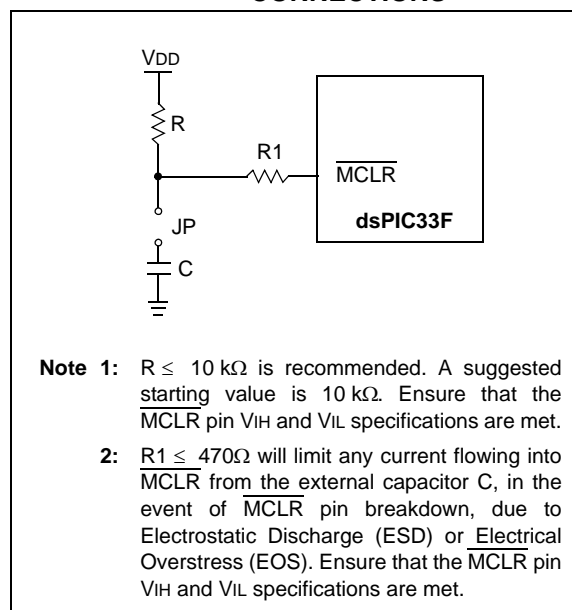 VDD
R
R1
MCLR
dsPIC33F
JP
C
Note 1: R ≤ 10 kΩ is recommended. A suggested
starting value is 10 kΩ. Ensure that the
MCLR pin VIH and VIL specifications are met.
2: R1 ≤ 470Ω will limit any current flowing into
MCLR from the external capacitor C, in the
event of MCLR pin breakdown, due to
Electrostatic Discharge (ESD) or Electrical
Overstress (EOS). Ensure that the MCLR pin
VIH and VIL specifications are met.